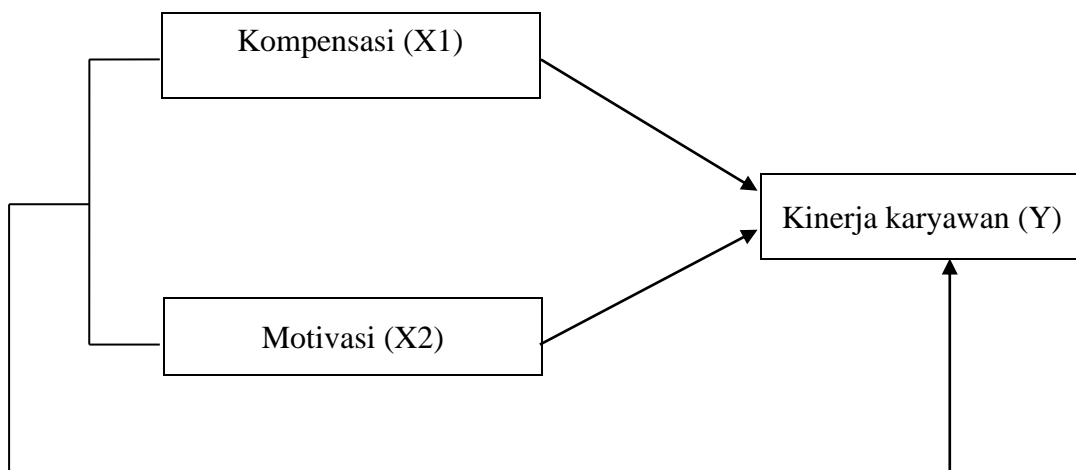 Kompensasi (X1)
Kinerja karyawan (Y)
Motivasi (X2)